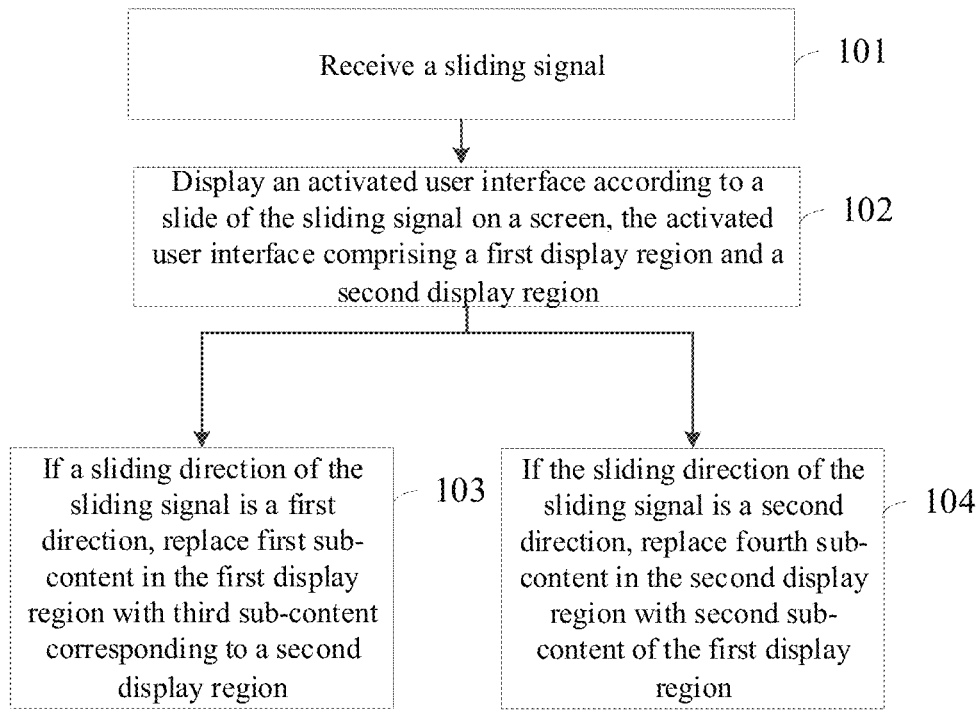 Receive a sliding signal
101
Display an activated user interface according to a
slide of the sliding signal on a screen, the activated
user interface comprising a first display region and a
second display region
102
If a sliding direction of the
sliding signal is a first
direction, replace first sub-
content in the first display
region with third sub-content
corresponding to a second
display region
103
If the sliding direction of the
sliding signal is a second
direction, replace fourth sub-
content in the second display
region with second sub-
content of the first display
region
104